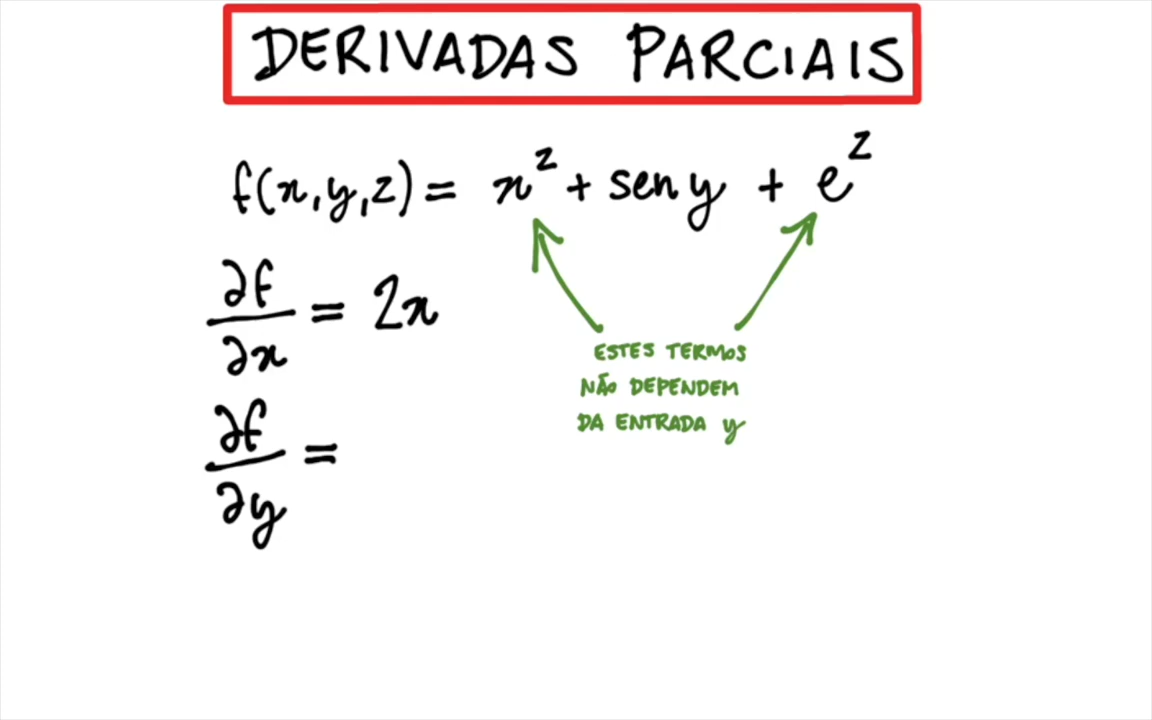 DERIVADAS PARCIAIS
f(x,y,z) = x² + sen y + e^z
∂f/∂x = 2x
ESTES TERMOS
NÃO DEPENDEM
DA ENTRADA y
∂f/∂y =